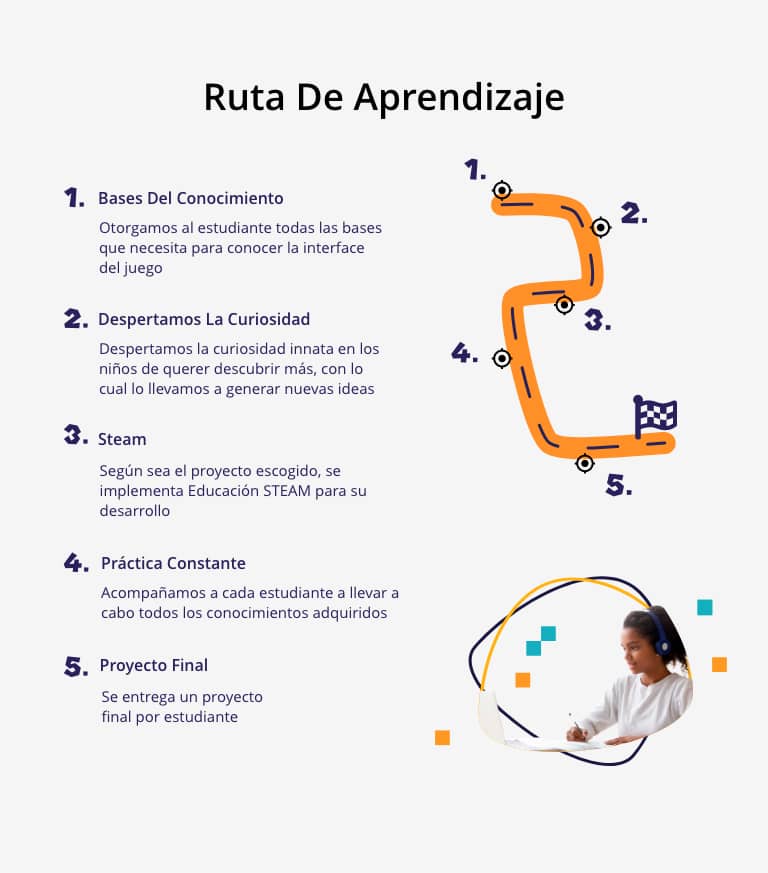 Ruta De Aprendizaje
1. Bases Del Conocimiento
Otorgamos al estudiante todas las bases
que necesita para conocer la interface
del juego
2. Despertamos La Curiosidad
Despertamos la curiosidad innata en los
niños de querer descubrir más, con lo
cual lo llevamos a generar nuevas ideas
3. Steam
Según sea el proyecto escogido, se
implementa Educación STEAM para su
desarrollo
4. Práctica Constante
Acompañamos a cada estudiante a llevar a
cabo todos los conocimientos adquiridos
5. Proyecto Final
Se entrega un proyecto
final por estudiante
1.
2.
3.
4.
5.